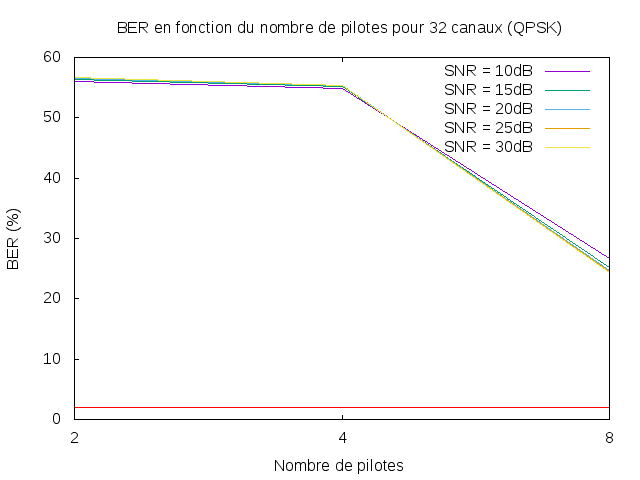 BER en fonction du nombre de pilotes pour 32 canaux (QPSK)
60
50
40
30
20
10
0
BER (%)
SNR = 10dB
SNR = 15dB
SNR = 20dB
SNR = 25dB
SNR = 30dB
2
4
8
Nombre de pilotes